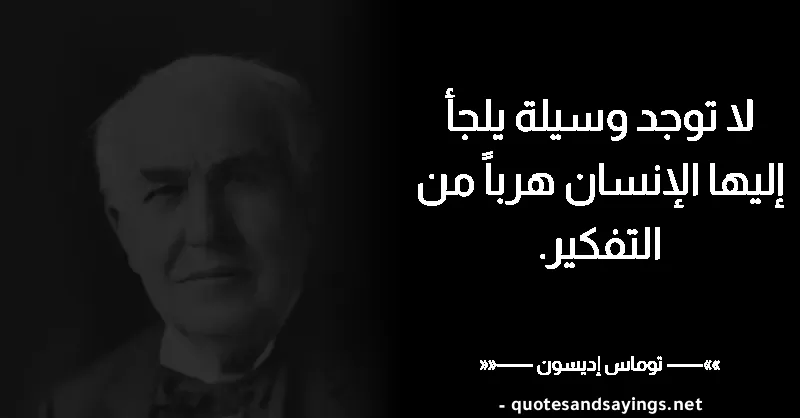 لا توجد وسيلة يلجأ
إليها الإنسان هرباً من
التفكير.
»»—— توماس إديسون ——««
- quotesandsayings.net